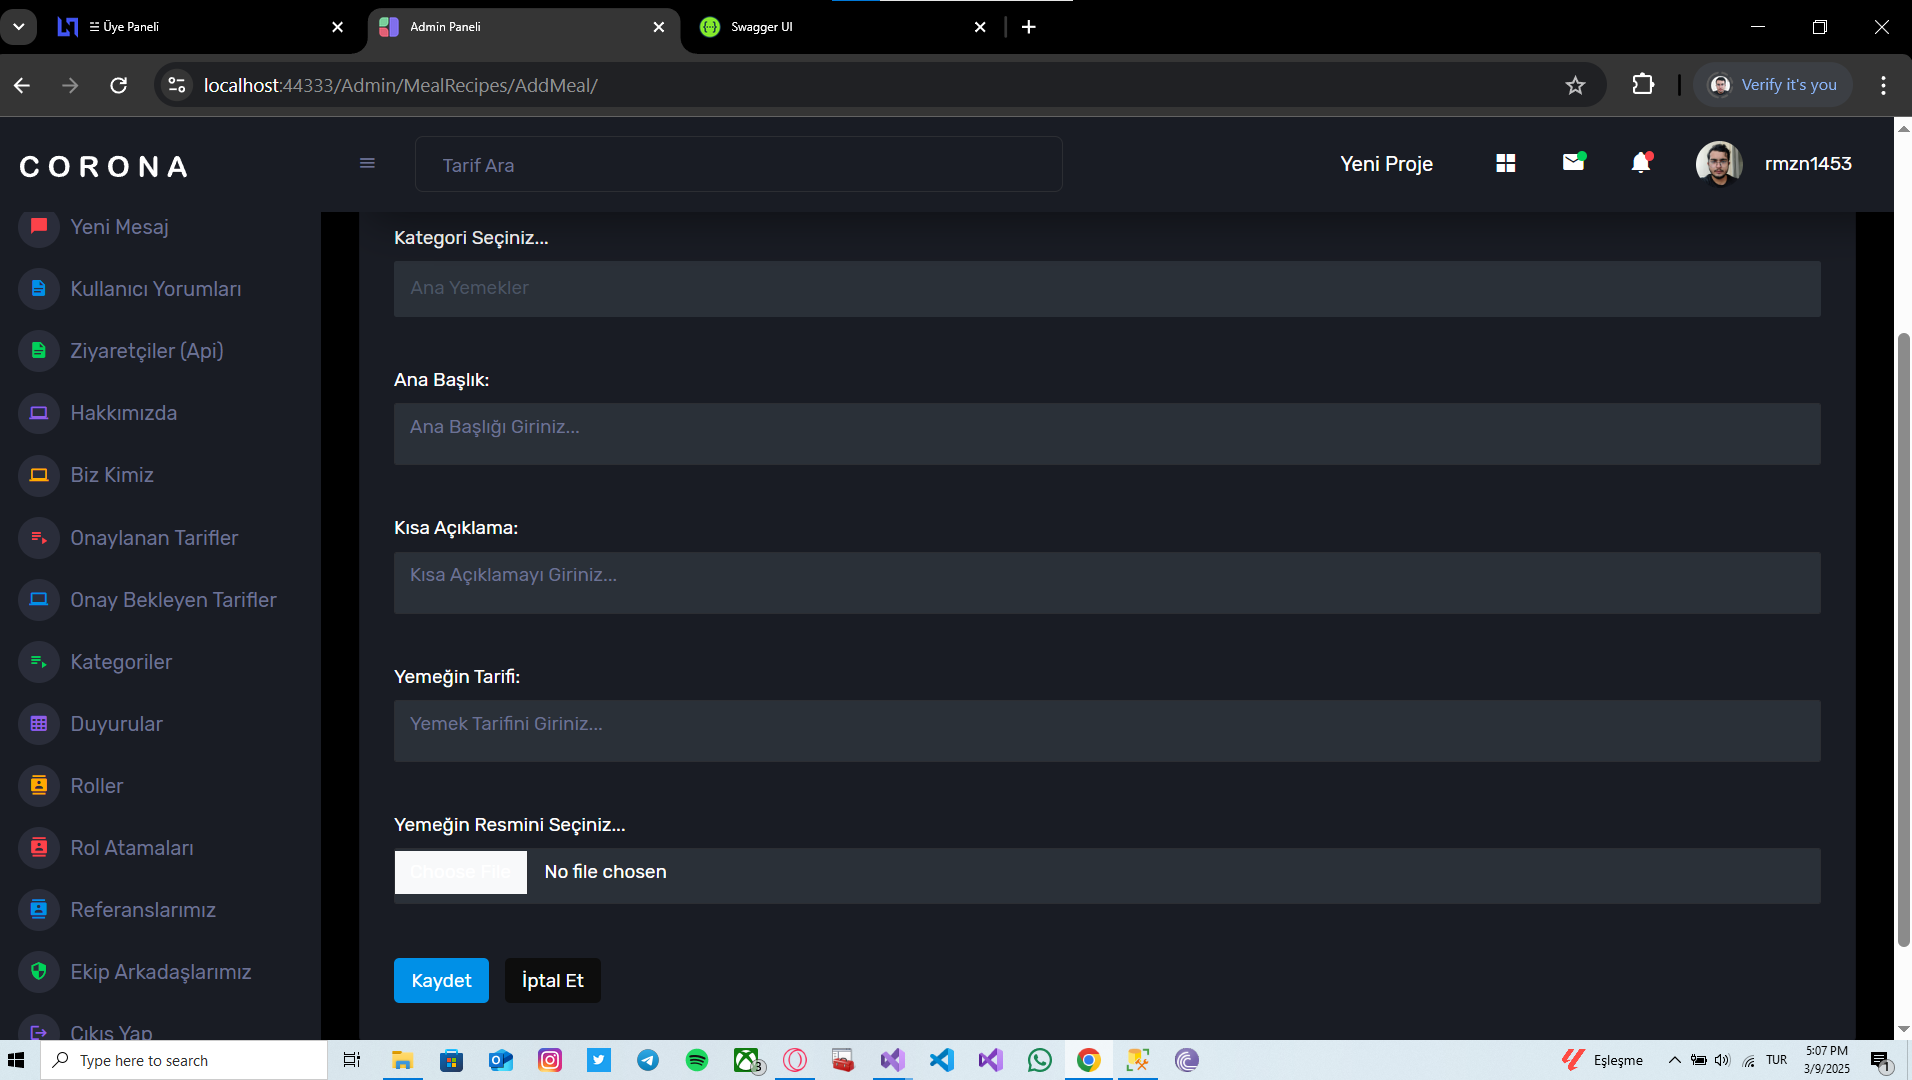 Üye Paneli
Admin Paneli
Swagger UI
localhost:44333/Admin/MealRecipes/AddMeal/
Verify it's you
CORONA
Tarif Ara
Yeni Proje
rmzn1453
Yeni Mesaj
Kullanıcı Yorumları
Ziyaretçiler (Api)
Hakkımızda
Biz Kimiz
Onaylanan Tarifler
Onay Bekleyen Tarifler
Kategoriler
Duyurular
Roller
Rol Atamaları
Referanslarımız
Ekip Arkadaşlarımız
Çıkış Yap
Kategori Seçiniz...
Ana Yemekler
Ana Başlık:
Ana Başlığı Giriniz...
Kısa Açıklama:
Kısa Açıklamayı Giriniz...
Yemeğin Tarifi:
Yemek Tarifini Giriniz...
Yemeğin Resmini Seçiniz...
Choose File No file chosen
Kaydet
İptal Et
Type here to search
3
Eşleşme
TUR
5:07 PM
3/9/2025
1